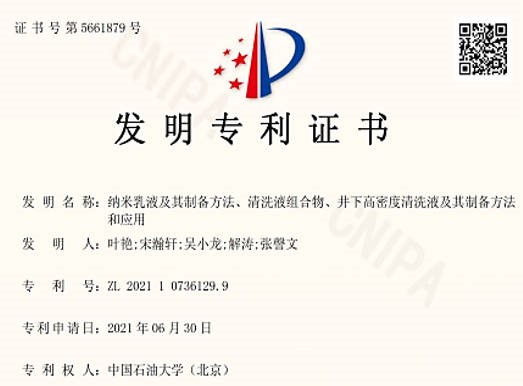 证书号第5661879号
CNIPA
发明专利证书
发明名称:纳米乳液及其制备方法、清洗液组合物、井下高密度清洗液及其制备方法
和应用
发明人:叶艳;宋瀚轩;吴小龙;解涛;张謦文
CNIPA
专利号:ZL 2021 1 0736129.9
专利申请日:2021年06月30日
专利权人:中国石油大学（北京）